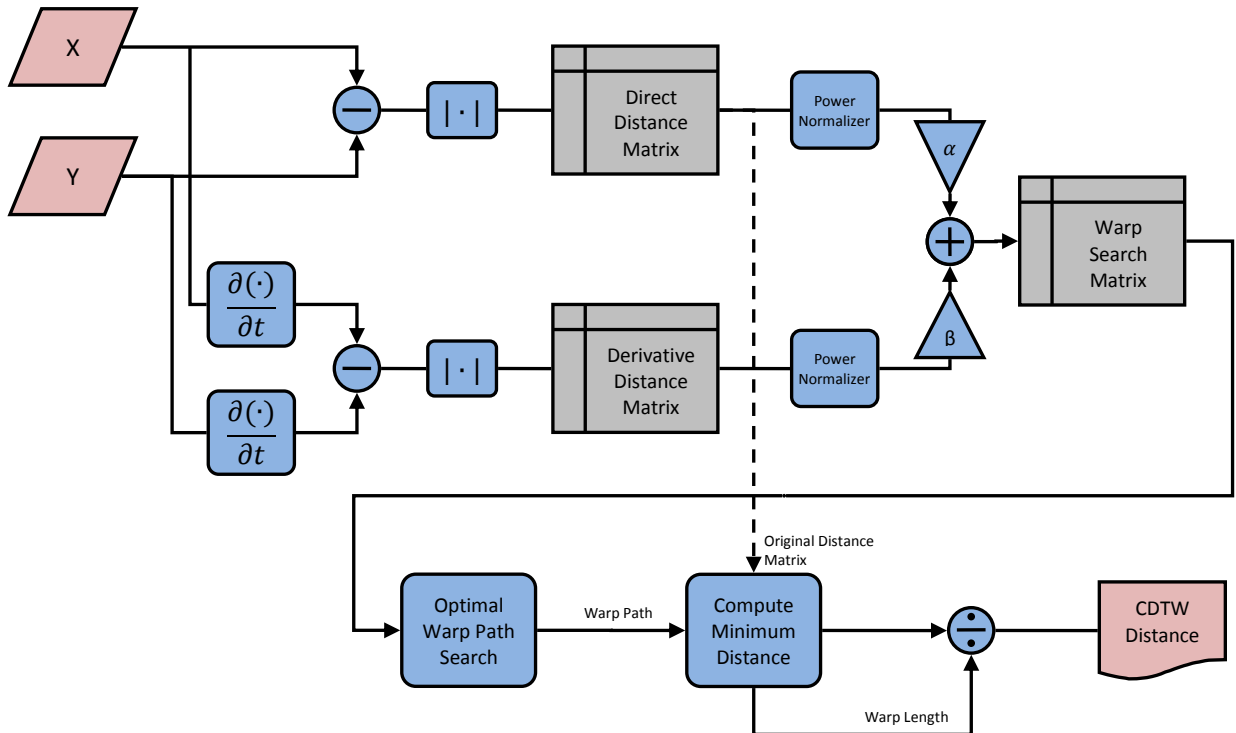 X
Y
|·|
Direct
Distance
Matrix
Power
Normalizer
α
+
Warp
Search
Matrix
∂(·)
∂t
∂(·)
∂t
|·|
Derivative
Distance
Matrix
Power
Normalizer
β
Original Distance
Matrix
Optimal
Warp Path
Search
Warp Path
Compute
Minimum
Distance
÷
CDTW
Distance
Warp Length